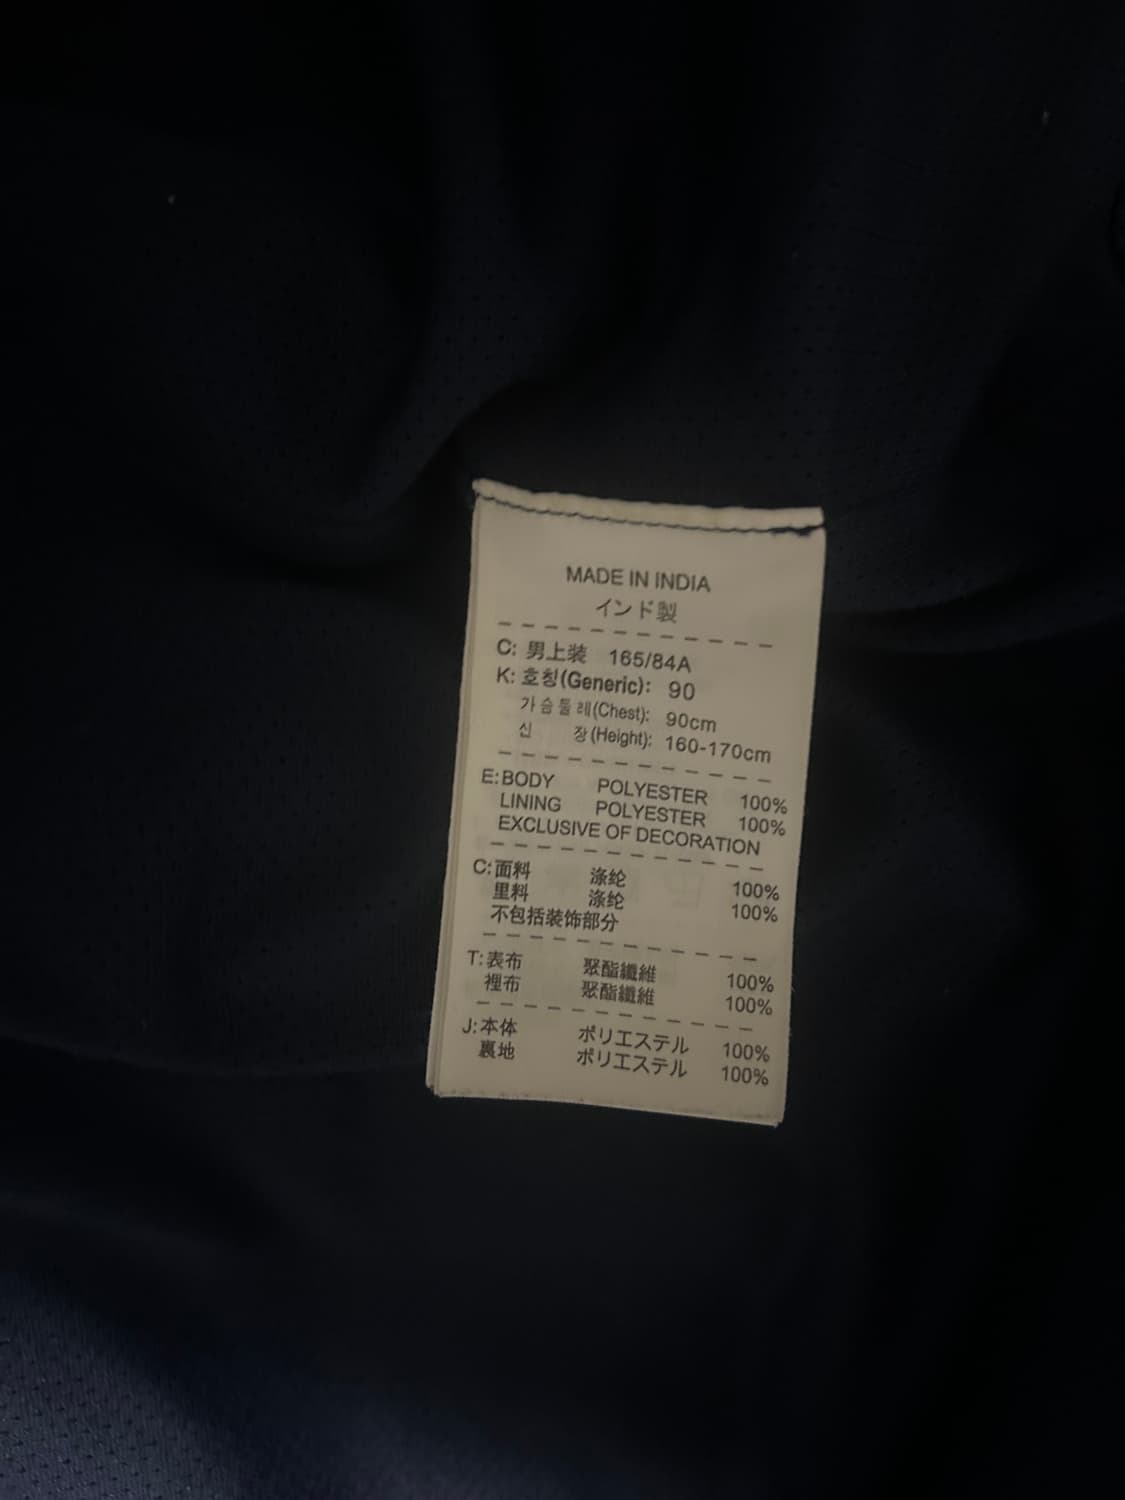 MADE IN INDIA
インド製
C: 男上装 165/84A
K: 호칭(Generic): 90
가슴둘레(Chest): 90cm
신 장(Height): 160-170cm
E: BODY POLYESTER 100%
LINING POLYESTER 100%
EXCLUSIVE OF DECORATION
C: 面料 涤纶 100%
里料 涤纶 100%
不包括装饰部分
T: 表布 聚酯纖維 100%
裡布 聚酯纖維 100%
J: 本体 ポリエステル 100%
裏地 ポリエステル 100%